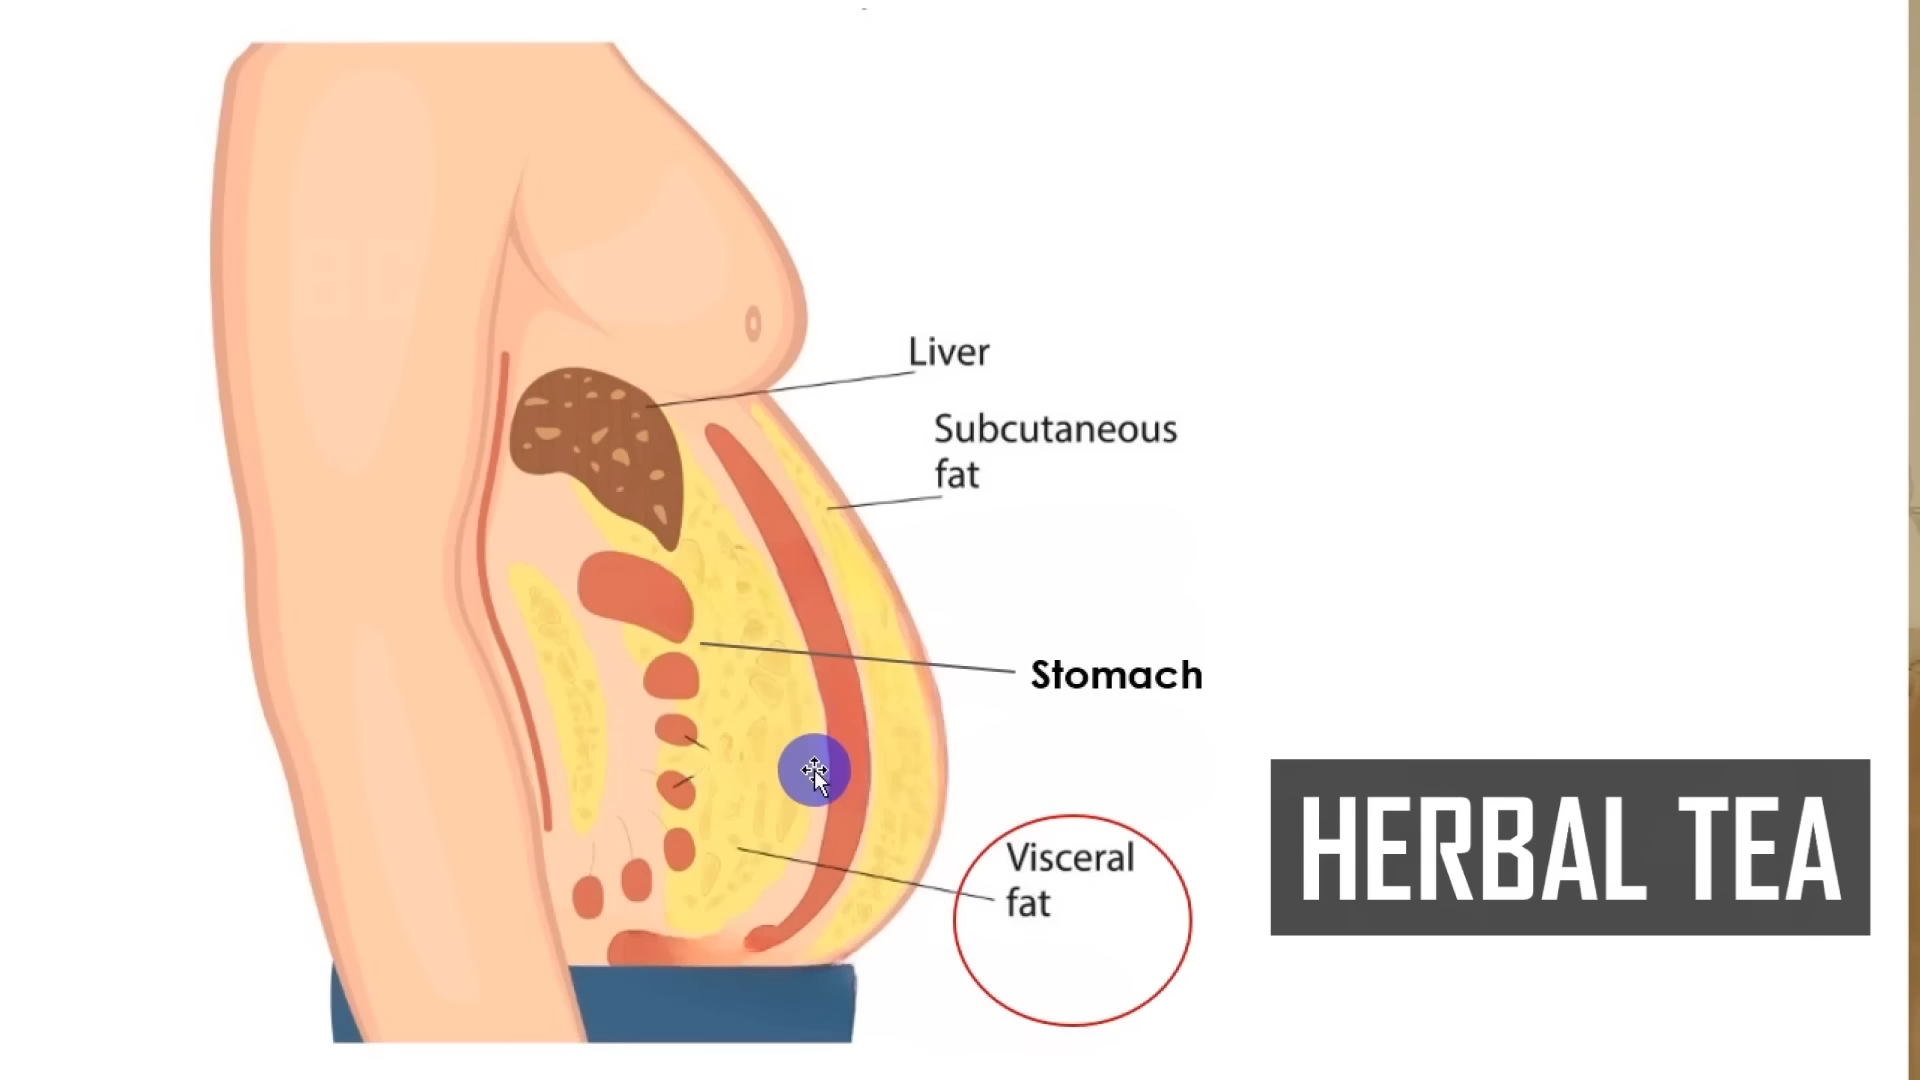 Liver
Subcutaneous
fat
Stomach
Visceral
fat
HERBAL TEA